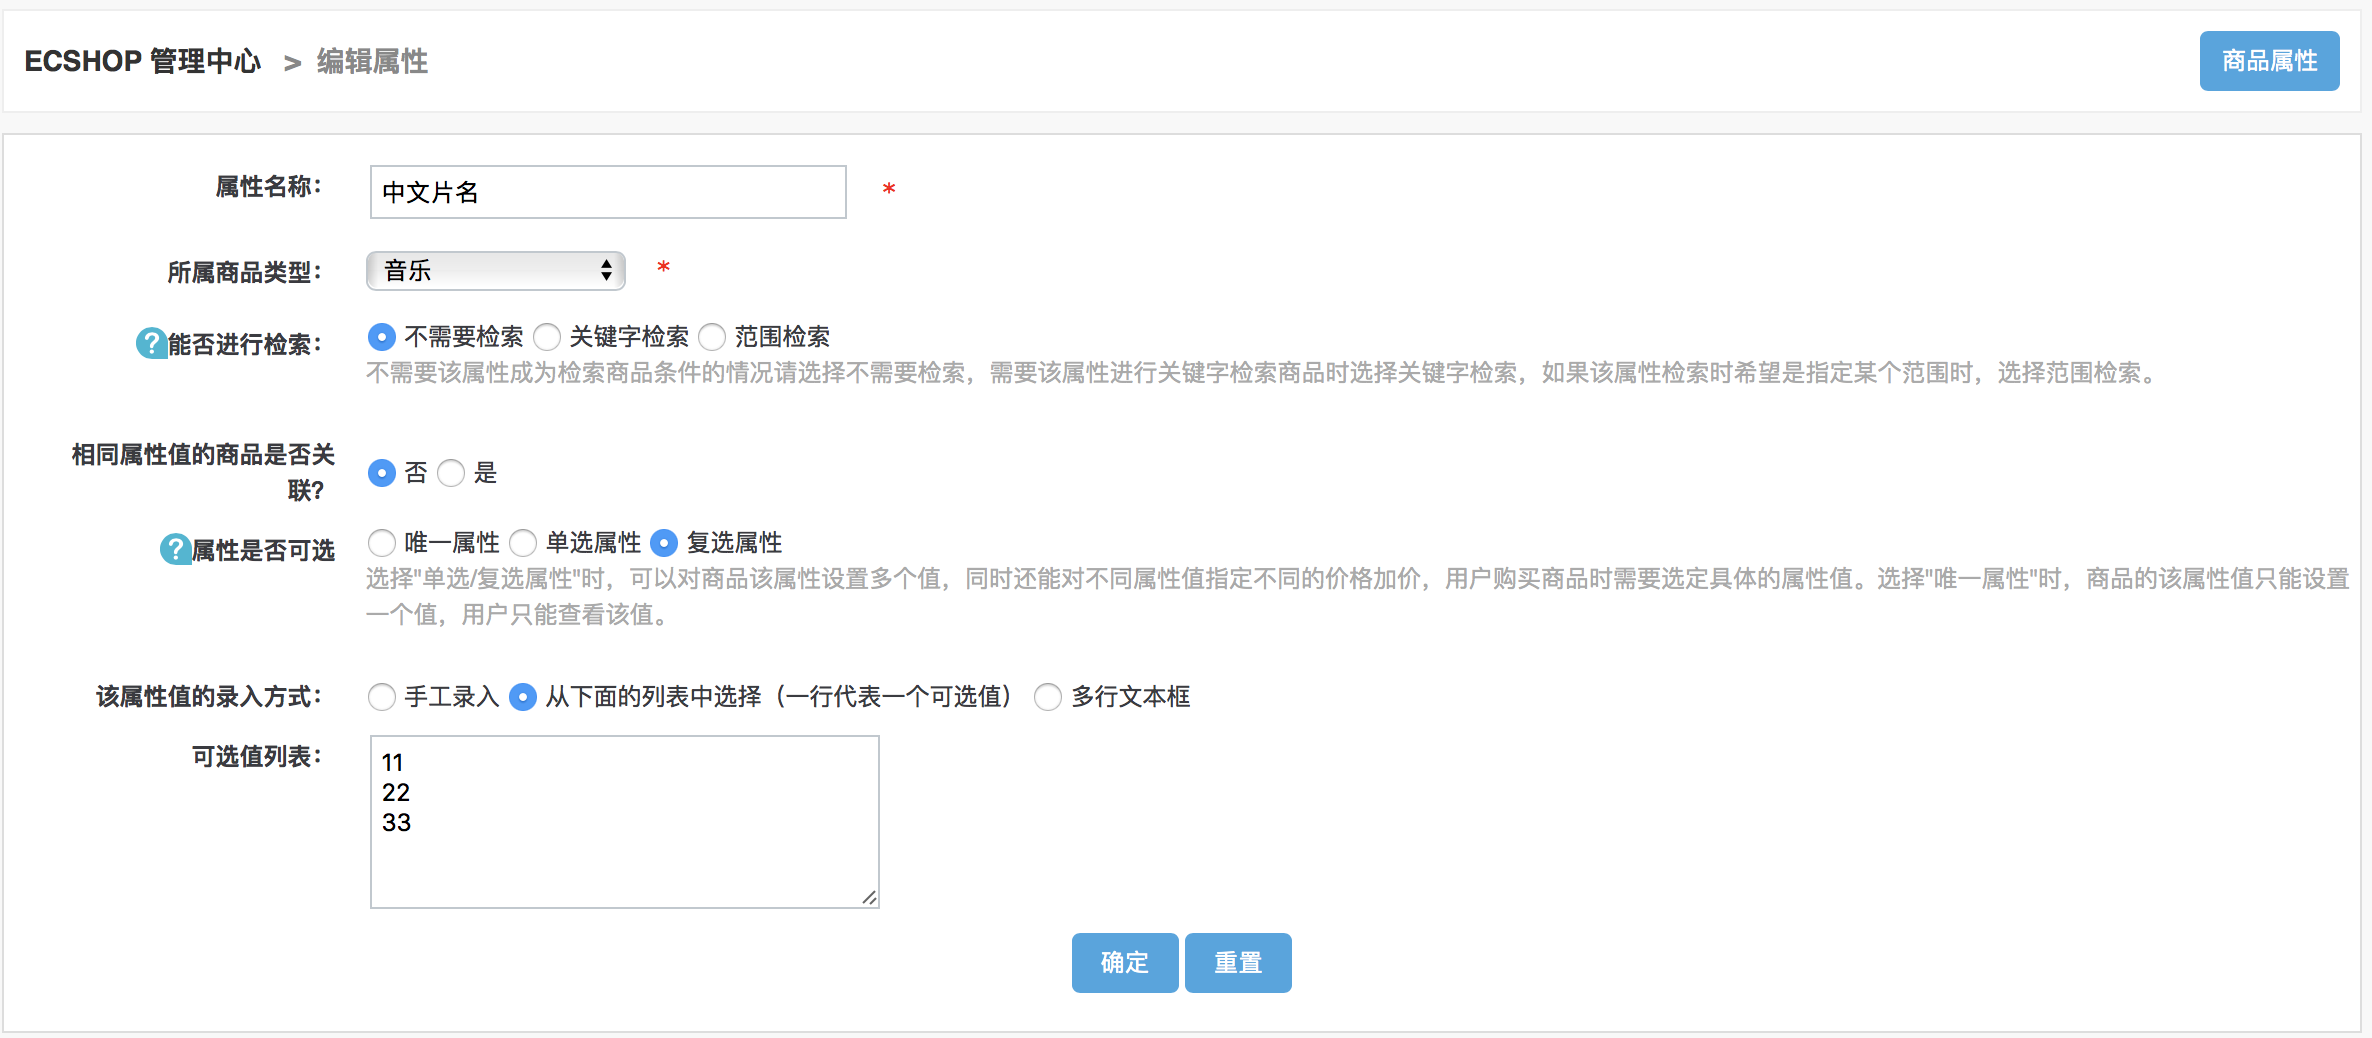 ECSHOP 管理中心 > 编辑属性
商品属性
属性名称：
中文片名
*
所属商品类型：
音乐
*
?能否进行检索：
不需要检索 关键字检索 范围检索
不需要该属性成为检索商品条件的情况请选择不需要检索，需要该属性进行关键字检索商品时选择关键字检索，如果该属性检索时希望是指定某个范围时，选择范围检索。
相同属性值的商品是否关
联？
否 是
?属性是否可选
唯一属性 单选属性 复选属性
选择"单选/复选属性"时，可以对商品该属性设置多个值，同时还能对不同属性值指定不同的价格加价，用户购买商品时需要选定具体的属性值。选择"唯一属性"时，商品的该属性值只能设置
一个值，用户只能查看该值。
该属性值的录入方式：
手工录入 从下面的列表中选择（一行代表一个可选值） 多行文本框
可选值列表：
11
22
33
确定
重置